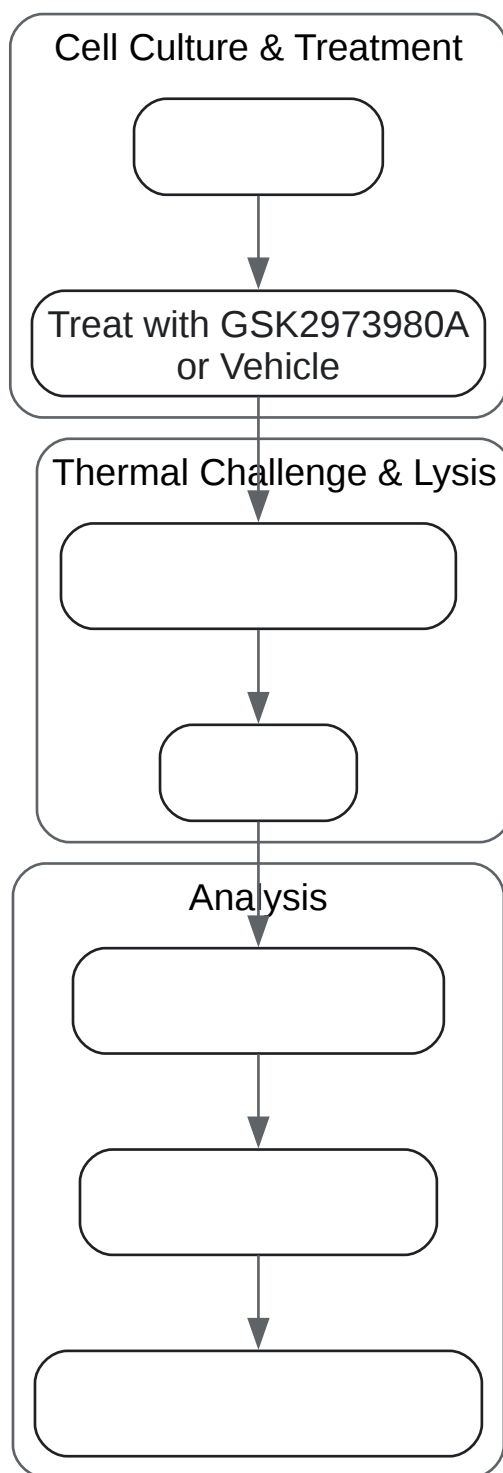 Cell Culture & Treatment
Treat with GSK2973980A
or Vehicle
Thermal Challenge & Lysis
Analysis